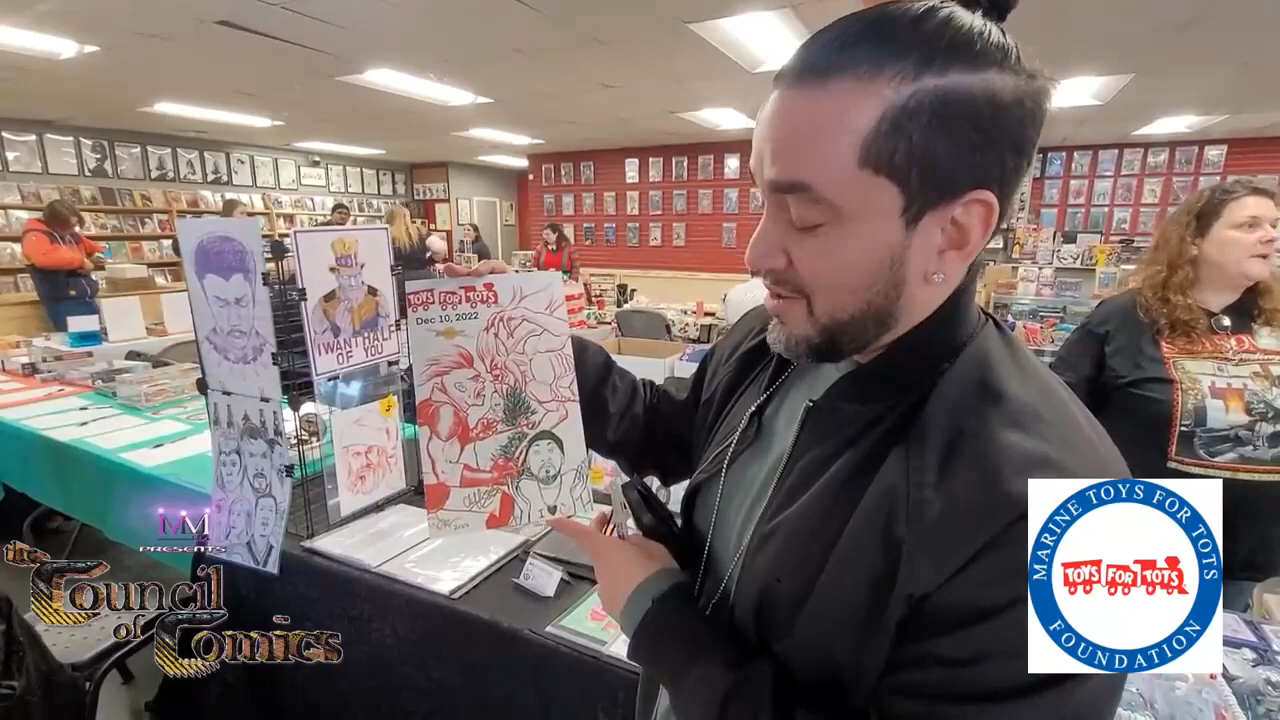 I WANT HALF
OF YOU
TOYS FOR TOTS
Dec 10, 2022
I
MM
PRESENTS
the
Council
of
Comics
MARINE TOYS FOR TOTS
TOYS FOR TOTS
FOUNDATION